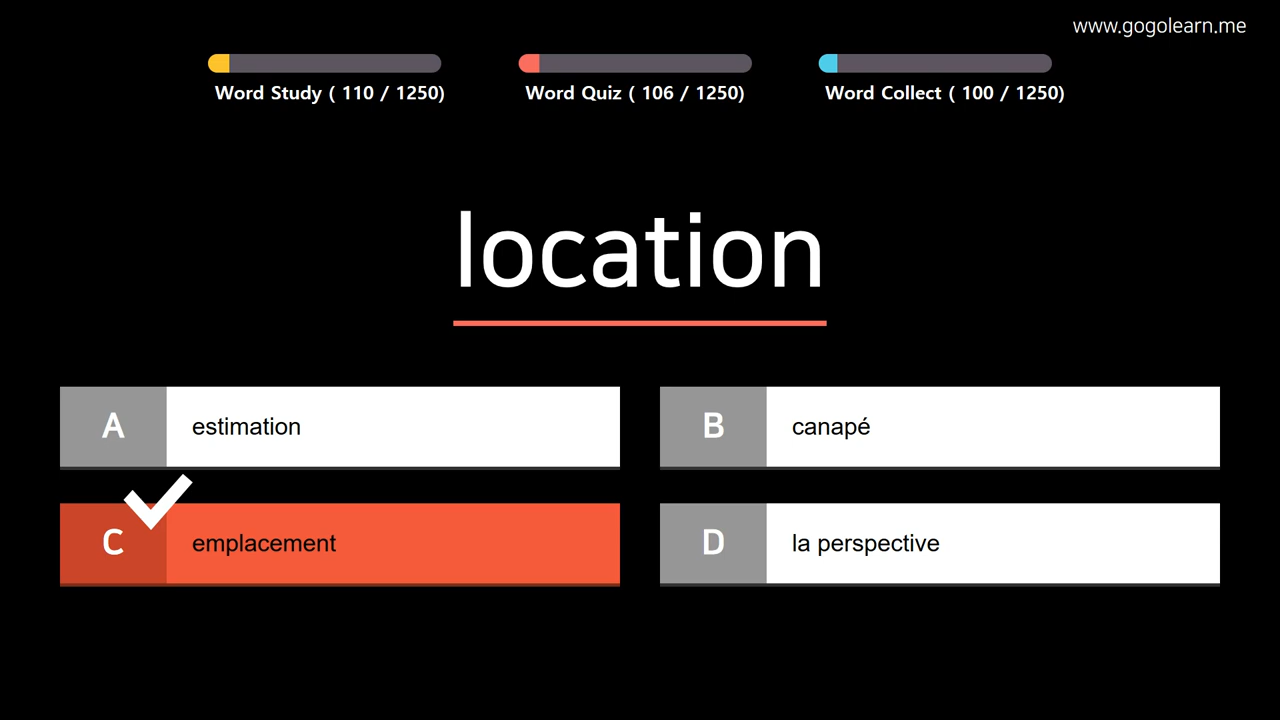 www.gogolearn.me
Word Study ( 110 / 1250)
Word Quiz ( 106 / 1250)
Word Collect ( 100 / 1250)
location
A
estimation
B
canapé
C
emplacement
D
la perspective